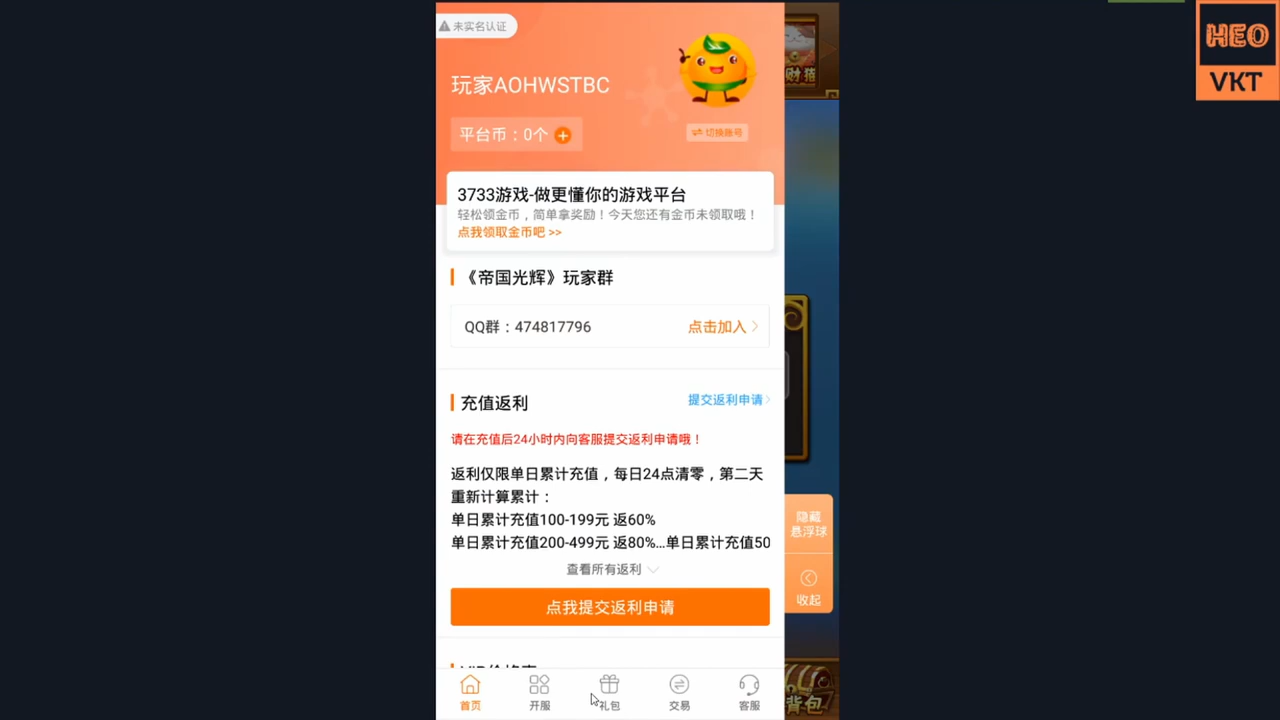 未实名认证
HEO
VKT
财猪
玩家AOHWSTBC
平台币：0个
切换账号
3733游戏-做更懂你的游戏平台
轻松领金币，简单拿奖励！今天您还有金币未领取哦！
点我领取金币吧 >>
《帝国光辉》玩家群
QQ群：474817796
点击加入
充值返利
提交返利申请
请在充值后24小时内向客服提交返利申请哦！
返利仅限单日累计充值，每日24点清零，第二天
重新计算累计：
单日累计充值100-199元 返60%
单日累计充值200-499元 返80%...单日累计充值50
隐藏
悬浮球
查看所有返利
收起
点我提交返利申请
首页
开服
礼包
交易
客服
背包